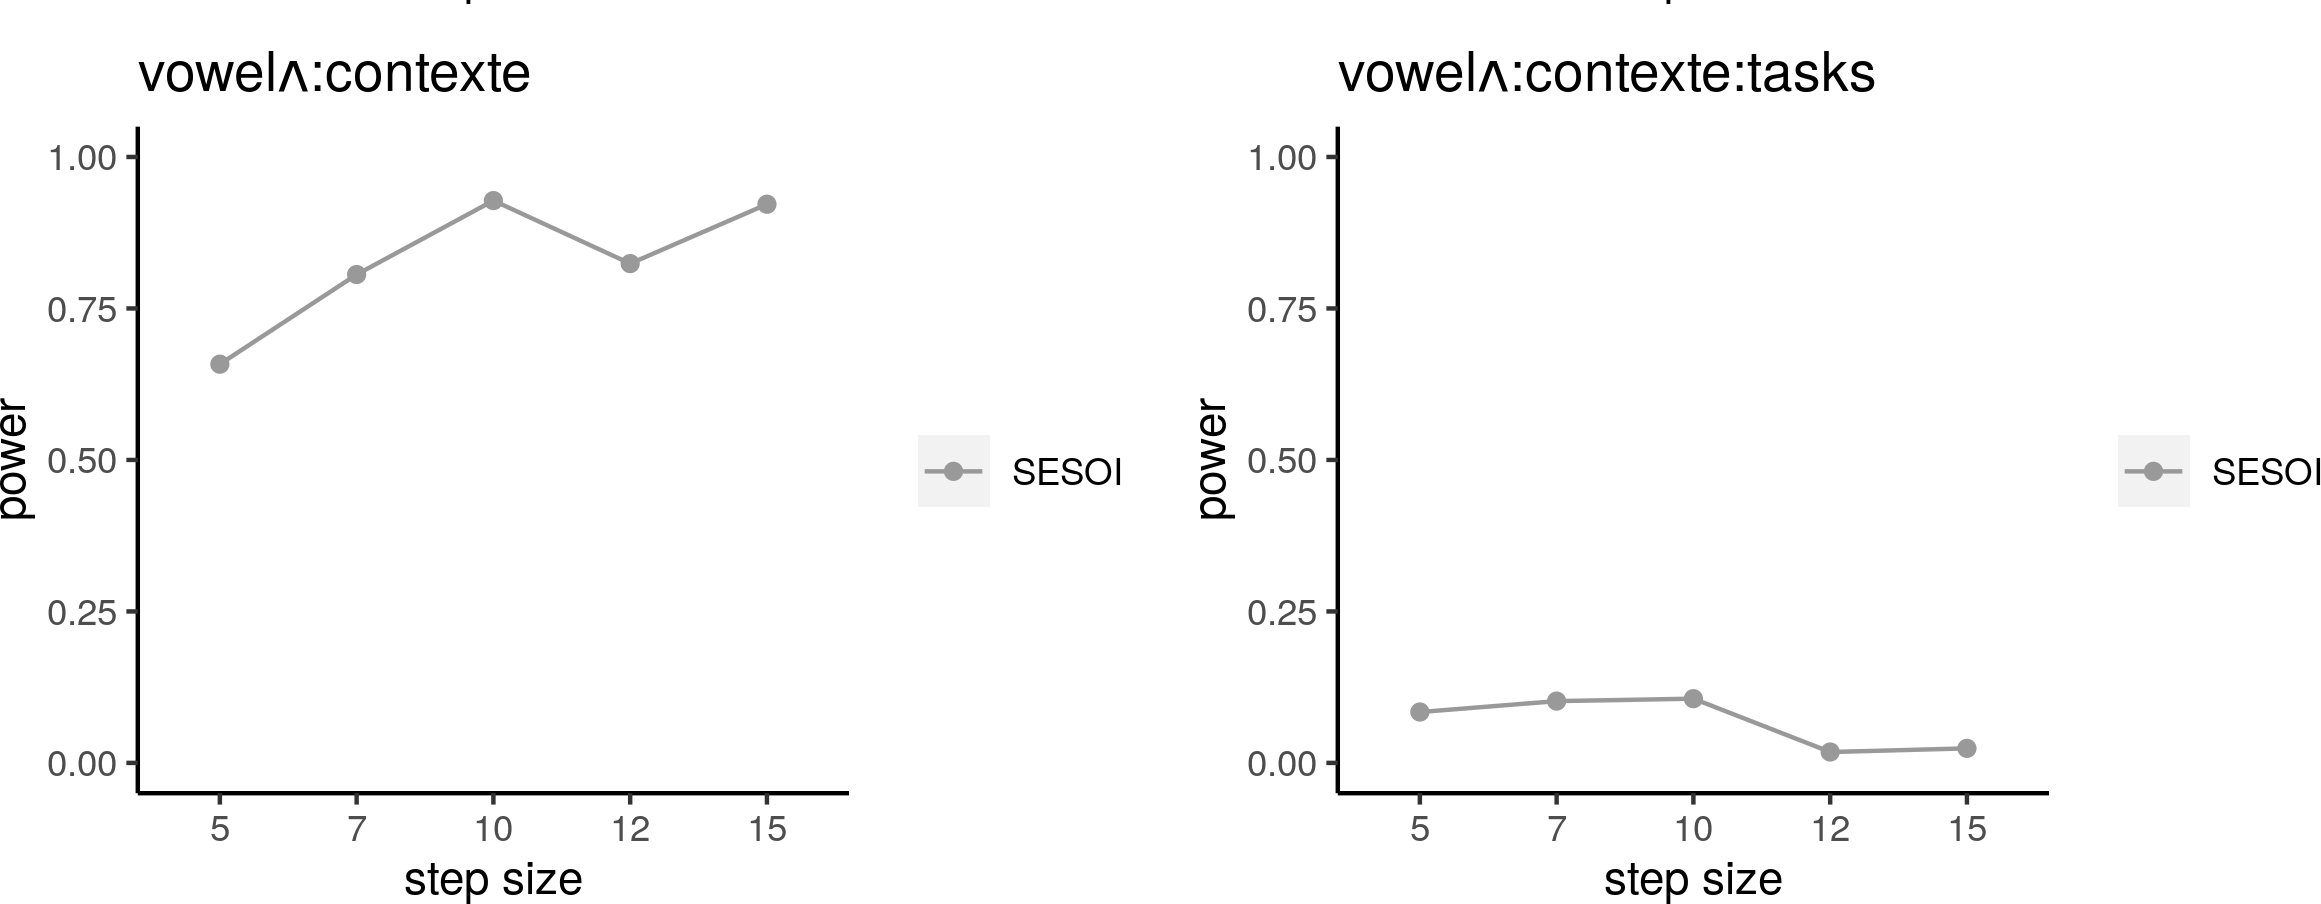 vowelʌ:contexte
1.00
0.75
0.50
0.25
0.00
power
5 7 10 12 15
step size
SESOI
vowelʌ:contexte:tasks
1.00
0.75
0.50
0.25
0.00
power
5 7 10 12 15
step size
SESOI